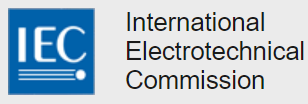 IEC
International
Electrotechnical
Commission